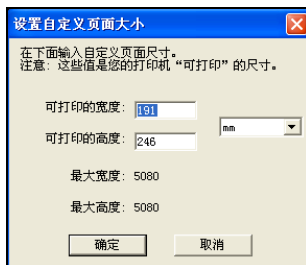 设置自定义页面大小
在下面输入自定义页面尺寸。
注意: 这些值是您的打印机“可打印”的尺寸。
可打印的宽度: 191
mm
可打印的高度: 246
最大宽度: 5080
最大高度: 5080
确定 取消